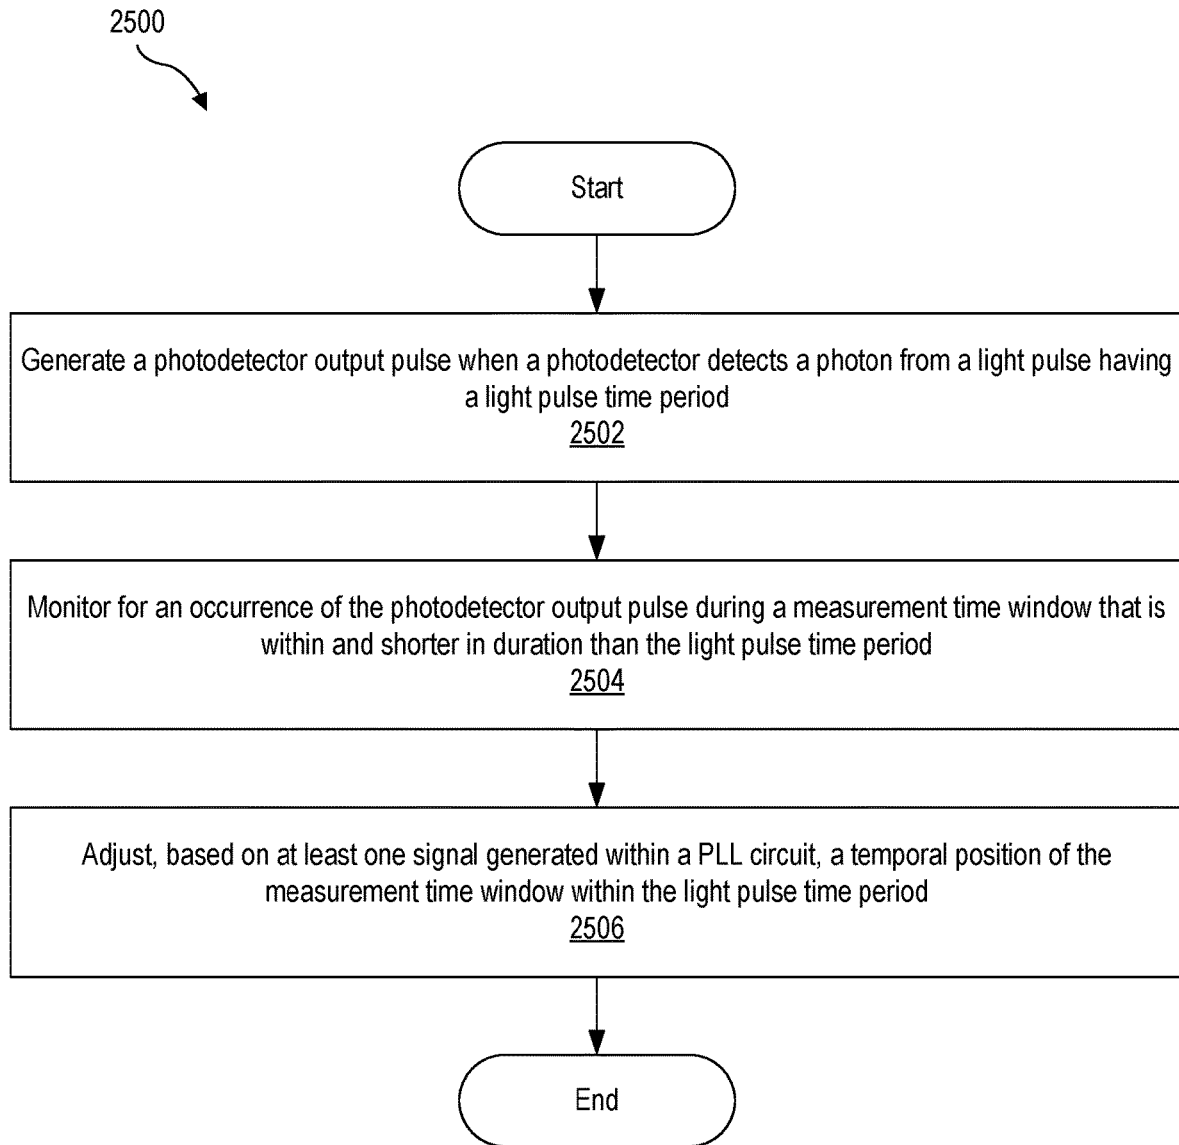 2500
Start
Generate a photodetector output pulse when a photodetector detects a photon from a light pulse having
a light pulse time period
2502
Monitor for an occurrence of the photodetector output pulse during a measurement time window that is
within and shorter in duration than the light pulse time period
2504
Adjust, based on at least one signal generated within a PLL circuit, a temporal position of the
measurement time window within the light pulse time period
2506
End